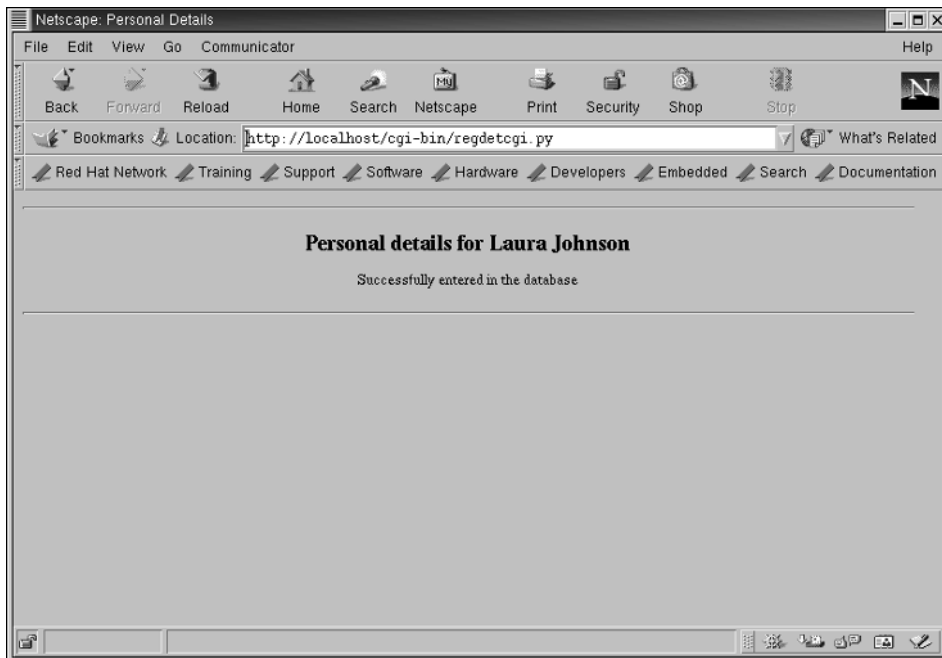 Netscape: Personal Details
File Edit View Go Communicator Help
Back Forward Reload Home Search Netscape Print Security Shop Stop
My
N
Bookmarks Location: http://localhost/cgi-bin/regdetcgi.py What's Related
Red Hat Network Training Support Software Hardware Developers Embedded Search Documentation
Personal details for Laura Johnson
Successfully entered in the database